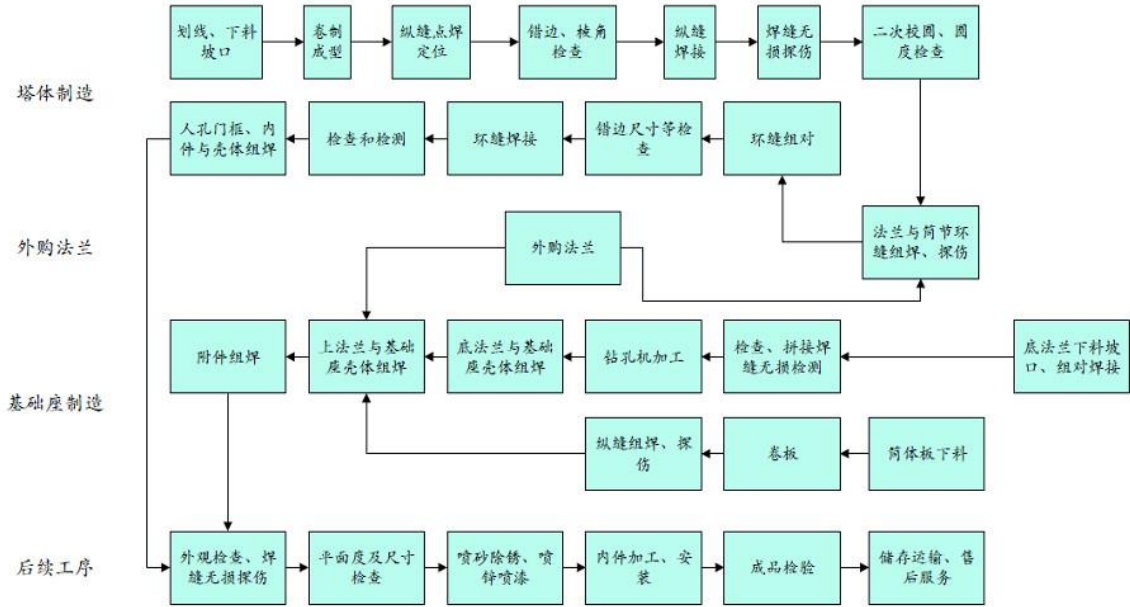 划线、下料
坡口
卷制
成型
纵缝点焊
定位
错边、棱角
检查
纵缝
焊接
焊缝无
损探伤
二次校圆、圆
度检查
塔体制造
人孔门框、内
件与壳体组焊
检查和检测
环缝焊接
错边尺寸等检
查
环缝组对
外购法兰
外购法兰
法兰与筒节环
缝组焊、探伤
附件组焊
上法兰与基础
座壳体组焊
底法兰与基础
座壳体组焊
钻孔机加工
检查、拼接焊
缝无损检测
底法兰下料坡
口、组对焊接
基础座制造
纵缝组焊、探
伤
卷板
筒体板下料
后续工序
外观检查、焊
缝无损探伤
平面度及尺寸
检查
喷砂除锈、喷
锌喷漆
内件加工、安
装
成品检验
储存运输、售
后服务